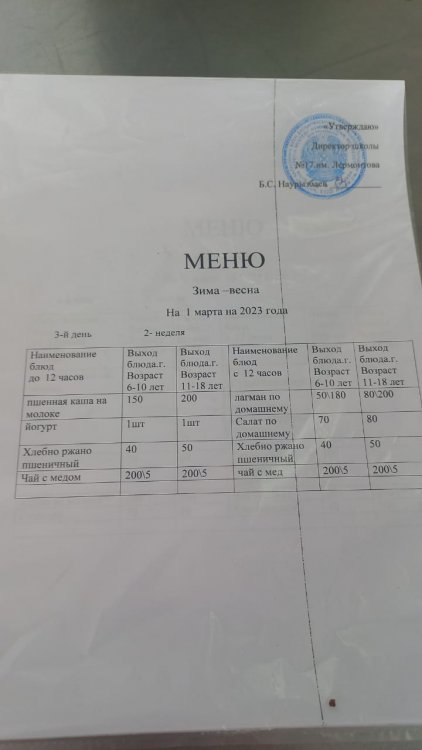 «Утверждаю»
Директор школы
№17 им. Лермонтова
Б.С. Наурызбаев
МЕНЮ
Зима –весна
На 1 марта на 2023 года
3-й день 2- неделя
Наименование блюд до 12 часов | Выход блюда.г. Возраст 6-10 лет | Выход блюда.г. Возраст 11-18 лет | Наименование блюд с 12 часов | Выход блюда.г. Возраст 6-10 лет | Выход блюда.г. Возраст 11-18 лет
пшенная каша на молоке | 150 | 200 | лагман по домашнему | 50\180 | 80\200
йогурт | 1шт | 1шт | Салат по домашнему | 70 | 80
Хлебно ржано пшеничный | 40 | 50 | Хлебно ржано пшеничный | 40 | 50
Чай с медом | 200\5 | 200\5 | чай с мед | 200\5 | 200\5